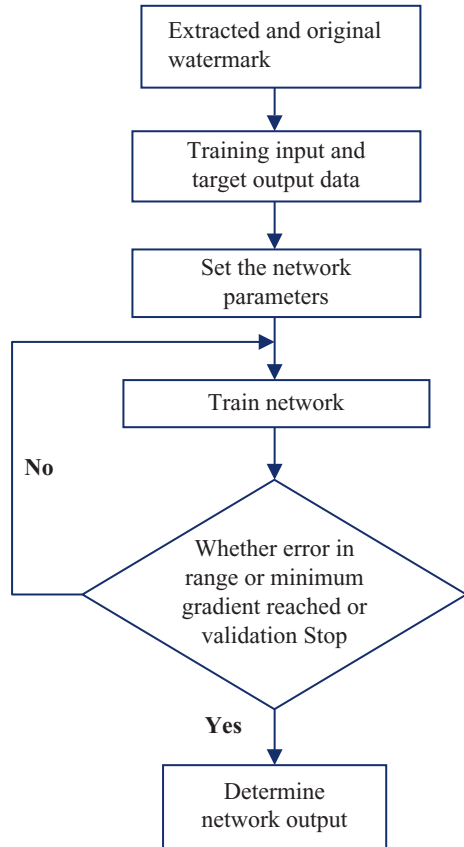 Extracted and original
watermark
Training input and
target output data
Set the network
parameters
Train network
No
Whether error in
range or minimum
gradient reached or
validation Stop
Yes
Determine
network output